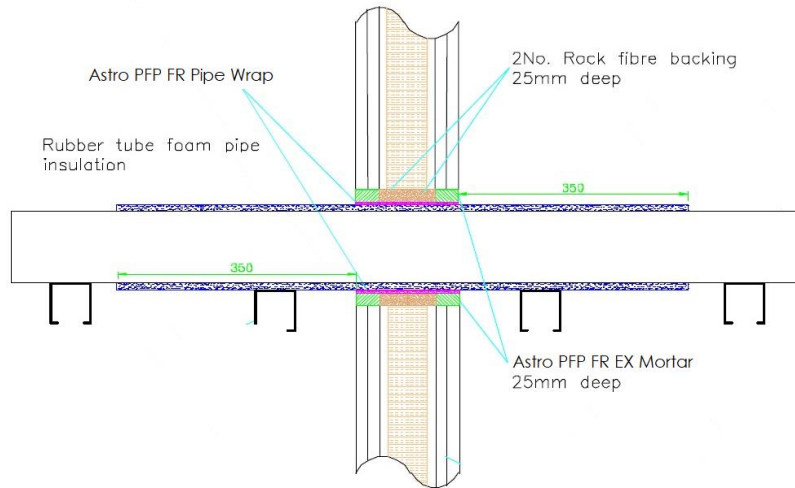 2No. Rock fibre backing
25mm deep
Astro PFP FR Pipe Wrap
Rubber tube foam pipe
insulation
350
350
Astro PFP FR EX Mortar
25mm deep